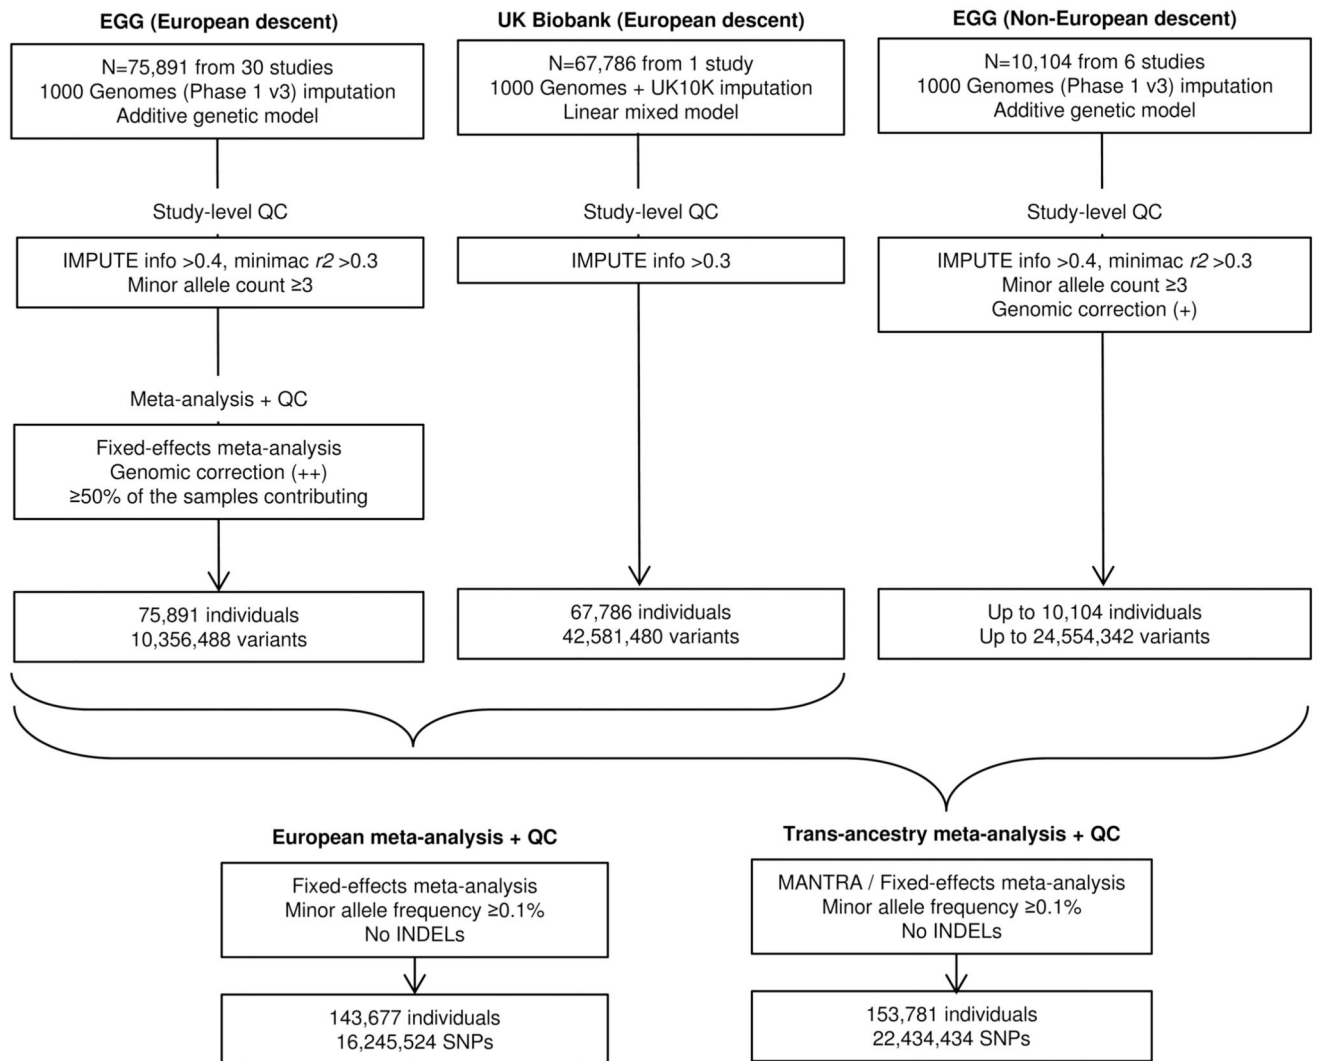 EGG (European descent)
N=75,891 from 30 studies
1000 Genomes (Phase 1 v3) imputation
Additive genetic model
Study-level QC
IMPUTE info >0.4, minimac r2 >0.3
Minor allele count ≥3
Meta-analysis + QC
Fixed-effects meta-analysis
Genomic correction (++)
≥50% of the samples contributing
75,891 individuals
10,356,488 variants
UK Biobank (European descent)
N=67,786 from 1 study
1000 Genomes + UK10K imputation
Linear mixed model
Study-level QC
IMPUTE info >0.3
67,786 individuals
42,581,480 variants
EGG (Non-European descent)
N=10,104 from 6 studies
1000 Genomes (Phase 1 v3) imputation
Additive genetic model
Study-level QC
IMPUTE info >0.4, minimac r2 >0.3
Minor allele count ≥3
Genomic correction (+)
Up to 10,104 individuals
Up to 24,554,342 variants
European meta-analysis + QC
Fixed-effects meta-analysis
Minor allele frequency ≥0.1%
No INDELs
143,677 individuals
16,245,524 SNPs
Trans-ancestry meta-analysis + QC
MANTRA / Fixed-effects meta-analysis
Minor allele frequency ≥0.1%
No INDELs
153,781 individuals
22,434,434 SNPs